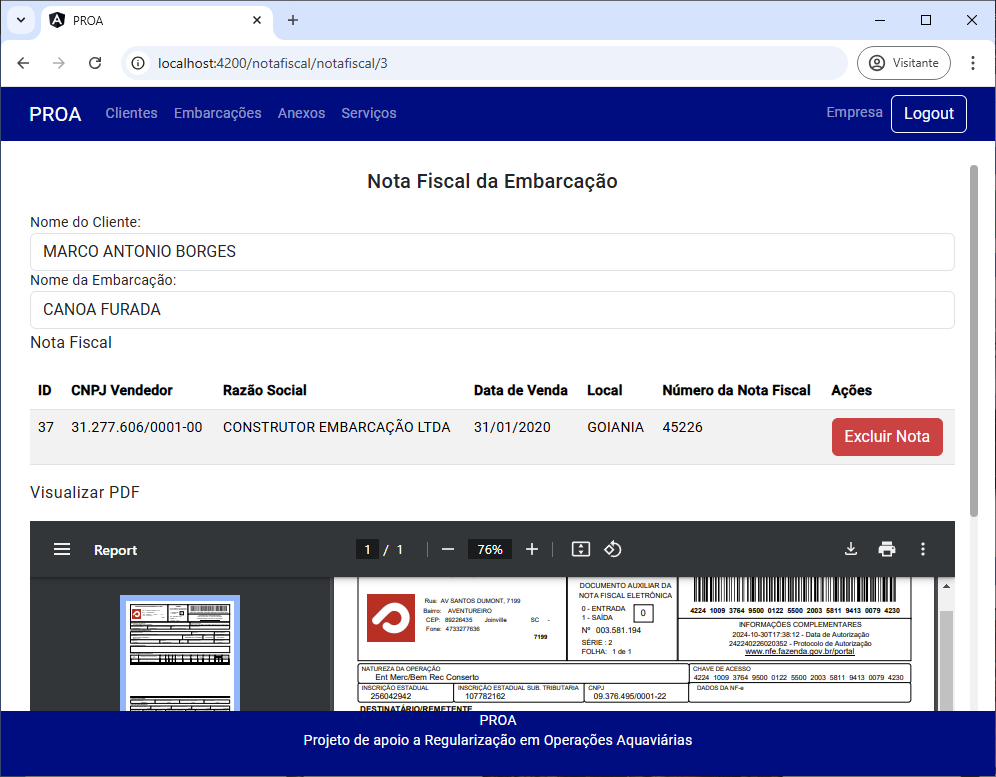 PROA
localhost:4200/notafiscal/notafiscal/3
Visitante
PROA Clientes Embarcações Anexos Serviços Empresa Logout
Nota Fiscal da Embarcação
Nome do Cliente:
MARCO ANTONIO BORGES
Nome da Embarcação:
CANOA FURADA
Nota Fiscal
ID CNPJ Vendedor Razão Social Data de Venda Local Número da Nota Fiscal Ações
37 31.277.606/0001-00 CONSTRUTOR EMBARCAÇÃO LTDA 31/01/2020 GOIANIA 45226 Excluir Nota
Visualizar PDF
Report 1 / 1 76%
Rua: AV SANTOS DUMONT, 7199
Bairro: AVENTUREIRO
CEP: 89226435 Joinville SC -
Fone: 4733277636
7199
DOCUMENTO AUXILIAR DA
NOTA FISCAL ELETRÔNICA
0 - ENTRADA
1 - SAÍDA
0
Nº 003.581.194
SÉRIE : 2
FOLHA: 1 de 1
4224 1009 3764 9500 0122 5500 2003 5811 9413 0079 4230
INFORMAÇÕES COMPLEMENTARES
2024-10-30T17:38:12 - Data de Autorização
242240226020352 - Protocolo de Autorização
www.nfe.fazenda.gov.br/portal
NATUREZA DA OPERAÇÃO
Ent Merc/Bem Rec Conserto
CHAVE DE ACESSO
4224 1009 3764 9500 0122 5500 2003 5811 9413 0079 4230
INSCRIÇÃO ESTADUAL
256042942
INSCRIÇÃO ESTADUAL SUB. TRIBUTARIA
107782162
CNPJ
09.376.495/0001-22
DADOS DA NF-e
DESTINATÁRIO/REMETENTE
PROA
Projeto de apoio a Regularização em Operações Aquaviárias